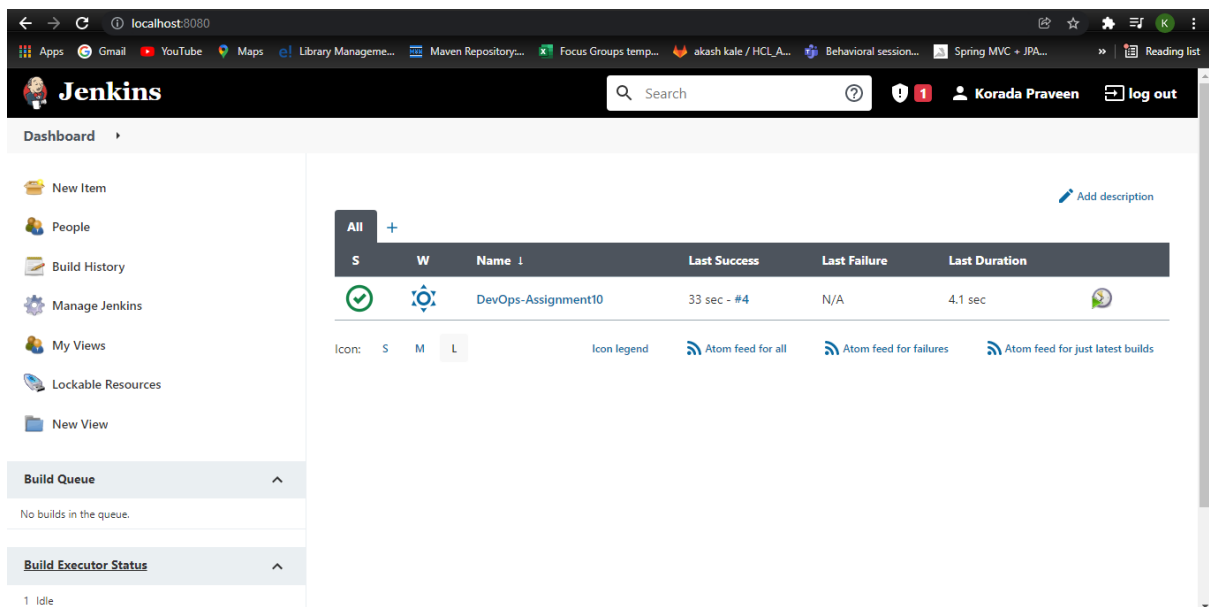 localhost:8080
Apps Gmail YouTube Maps Library Manageme... Maven Repository:... Focus Groups temp... akash kale / HCL_A... Behavioral session... Spring MVC + JPA... » Reading list
Jenkins Search 1 Korada Praveen log out
Dashboard
New Item
People
Build History
Manage Jenkins
My Views
Lockable Resources
New View
Build Queue
No builds in the queue.
Build Executor Status
1 Idle
Add description
All +
S W Name ↓ Last Success Last Failure Last Duration
DevOps-Assignment10 33 sec - #4 N/A 4.1 sec
Icon: S M L Icon legend Atom feed for all Atom feed for failures Atom feed for just latest builds